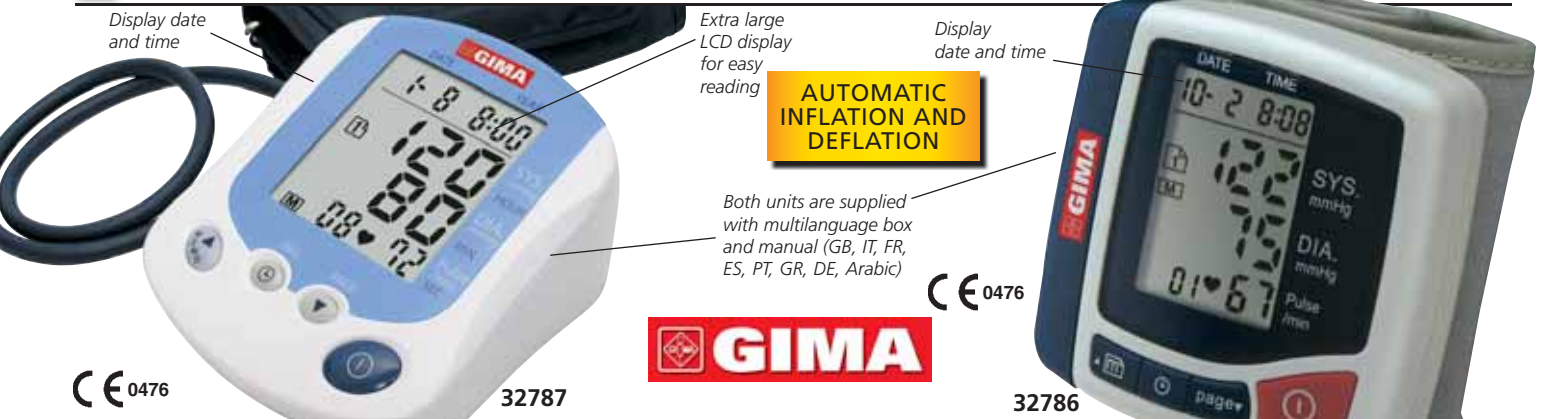 Display date
and time
Extra large
LCD display
for easy
reading
Display
date and time
AUTOMATIC
INFLATION AND
DEFLATION
Both units are supplied
with multilanguage box
and manual (GB, IT, FR,
ES, PT, GR, DE, Arabic)
DATE
GIMA
1- 8 8:00
120
SYS.
80
M
08 ♥ 72
CE 0476
32787
GIMA
DATE TIME
10- 2 8:08
122
SYS.
mmHg
M
75
DIA.
mmHg
01 ♥ 67
Pulse
/min
GIMA
page▾
CE 0476
32786